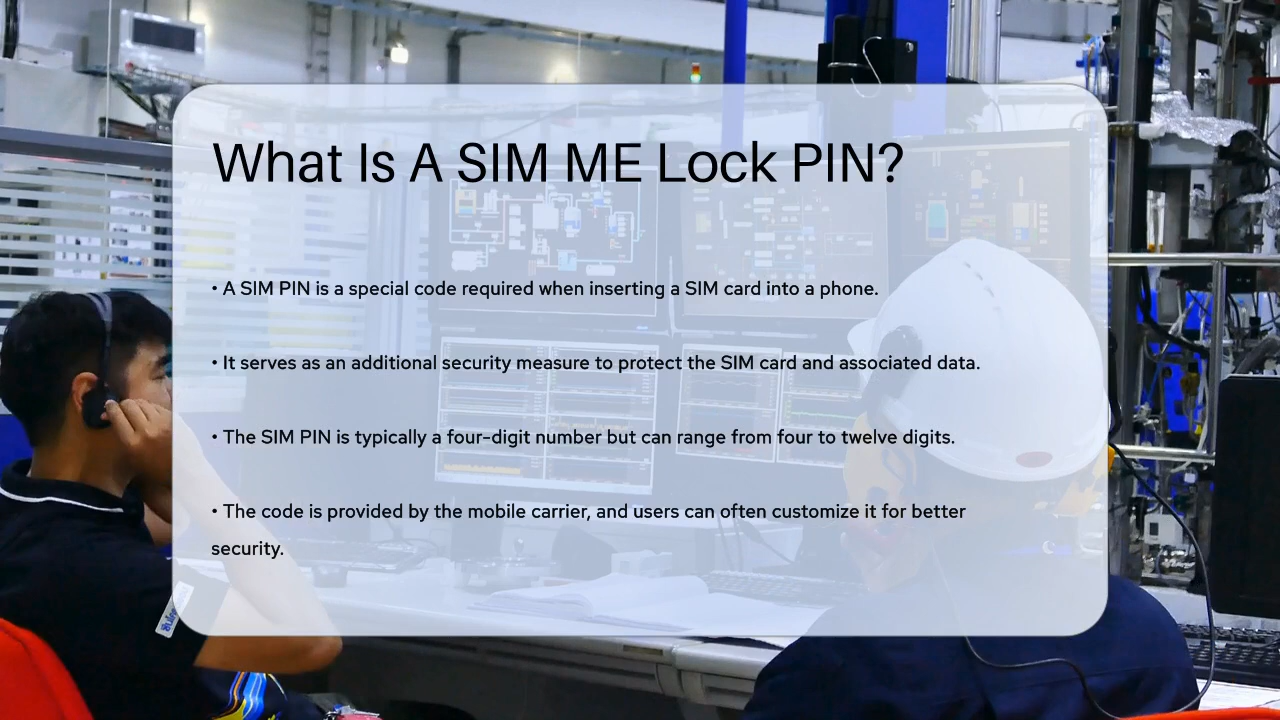 What Is A SIM ME Lock PIN?
• A SIM PIN is a special code required when inserting a SIM card into a phone.
• It serves as an additional security measure to protect the SIM card and associated data.
• The SIM PIN is typically a four-digit number but can range from four to twelve digits.
• The code is provided by the mobile carrier, and users can often customize it for better
security.